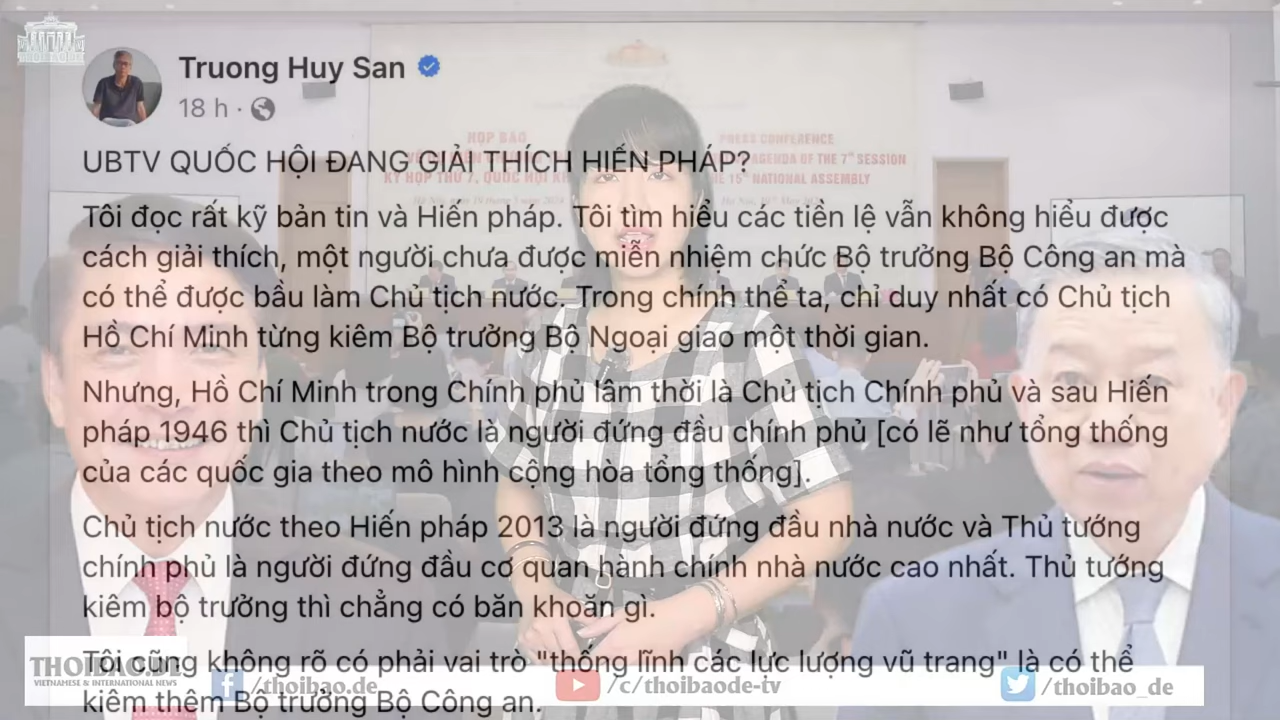 Truong Huy San
18 h
UBTV QUỐC HỘI ĐANG GIẢI THÍCH HIẾN PHÁP?
Tôi đọc rất kỹ bản tin và Hiến pháp. Tôi tìm hiểu các tiền lệ vẫn không hiểu được
cách giải thích, một người chưa được miễn nhiệm chức Bộ trưởng Bộ Công an mà
có thể được bầu làm Chủ tịch nước. Trong chính thể ta, chỉ duy nhất có Chủ tịch
Hồ Chí Minh từng kiêm Bộ trưởng Bộ Ngoại giao một thời gian.
Nhưng, Hồ Chí Minh trong Chính phủ lâm thời là Chủ tịch Chính phủ và sau Hiến
pháp 1946 thì Chủ tịch nước là người đứng đầu chính phủ [có lẽ như tổng thống
của các quốc gia theo mô hình cộng hòa tổng thống].
Chủ tịch nước theo Hiến pháp 2013 là người đứng đầu nhà nước và Thủ tướng
chính phủ là người đứng đầu cơ quan hành chính nhà nước cao nhất. Thủ tướng
kiêm bộ trưởng thì chẳng có băn khoăn gì.
Tôi cũng không rõ có phải vai trò "thống lĩnh các lực lượng vũ trang" là có thể
kiêm thêm Bộ trưởng Bộ Công an.
HỌP BÁO
KỲ HỌP THỨ 7, QUỐC HỘI
PRESS CONFERENCE
AGENDA OF THE 7th SESSION
15th NATIONAL ASSEMBLY
THOIBAO.DE
VIETNAMESE & INTERNATIONAL NEWS
/thoibao.de
/c/thoibaode-tv
/thoibao_de